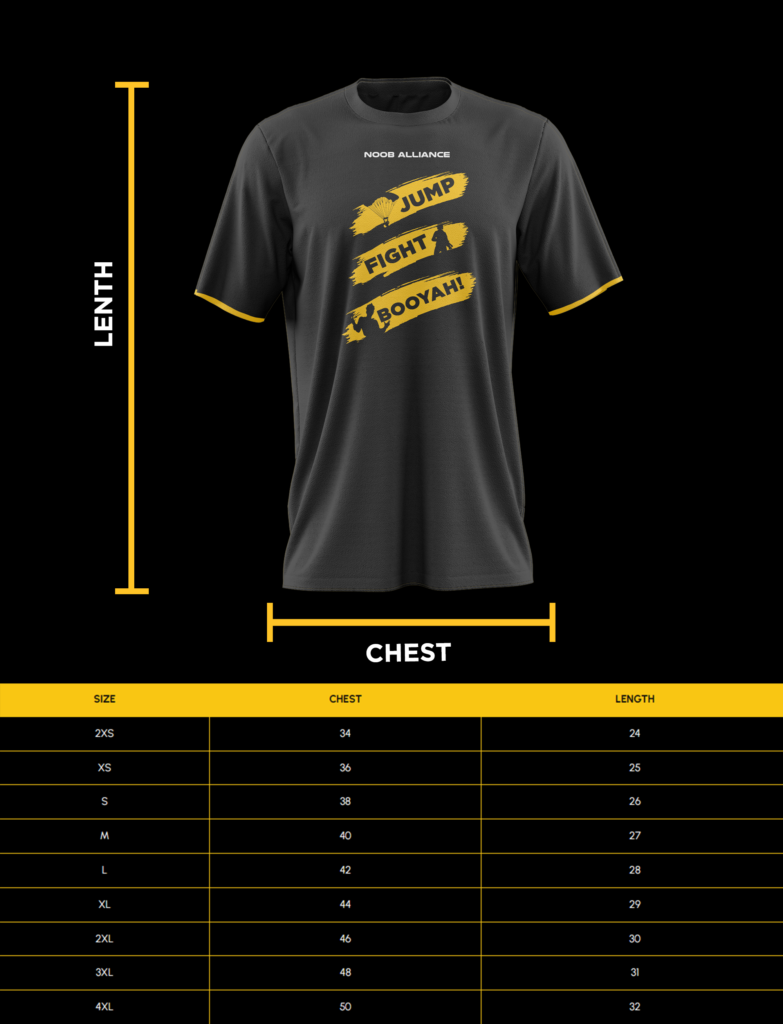 NOOB ALLIANCE
JUMP
FIGHT
BOOYAH!
LENTH
CHEST
SIZE CHEST LENGTH
2XS 34 24
XS 36 25
S 38 26
M 40 27
L 42 28
XL 44 29
2XL 46 30
3XL 48 31
4XL 50 32